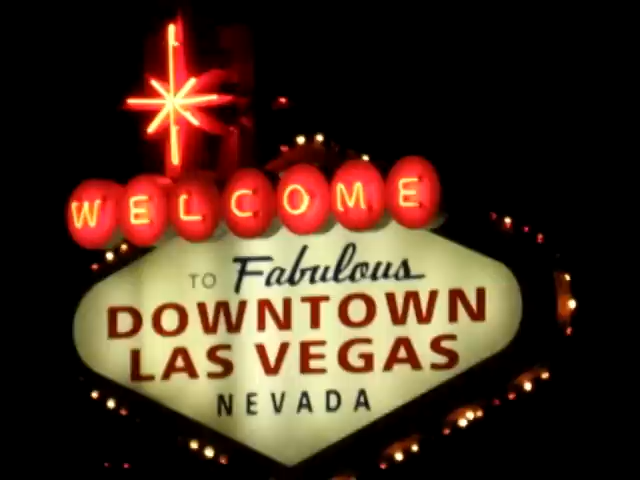 WELCOME
TO Fabulous
DOWNTOWN
LAS VEGAS
NEVADA